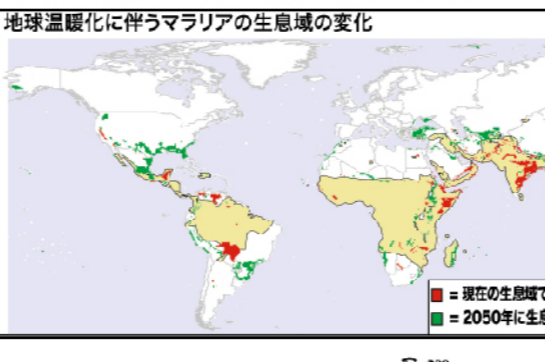 地球温暖化に伴うマラリアの生息域の変化
= 現在の生息域で
= 2050年に生息